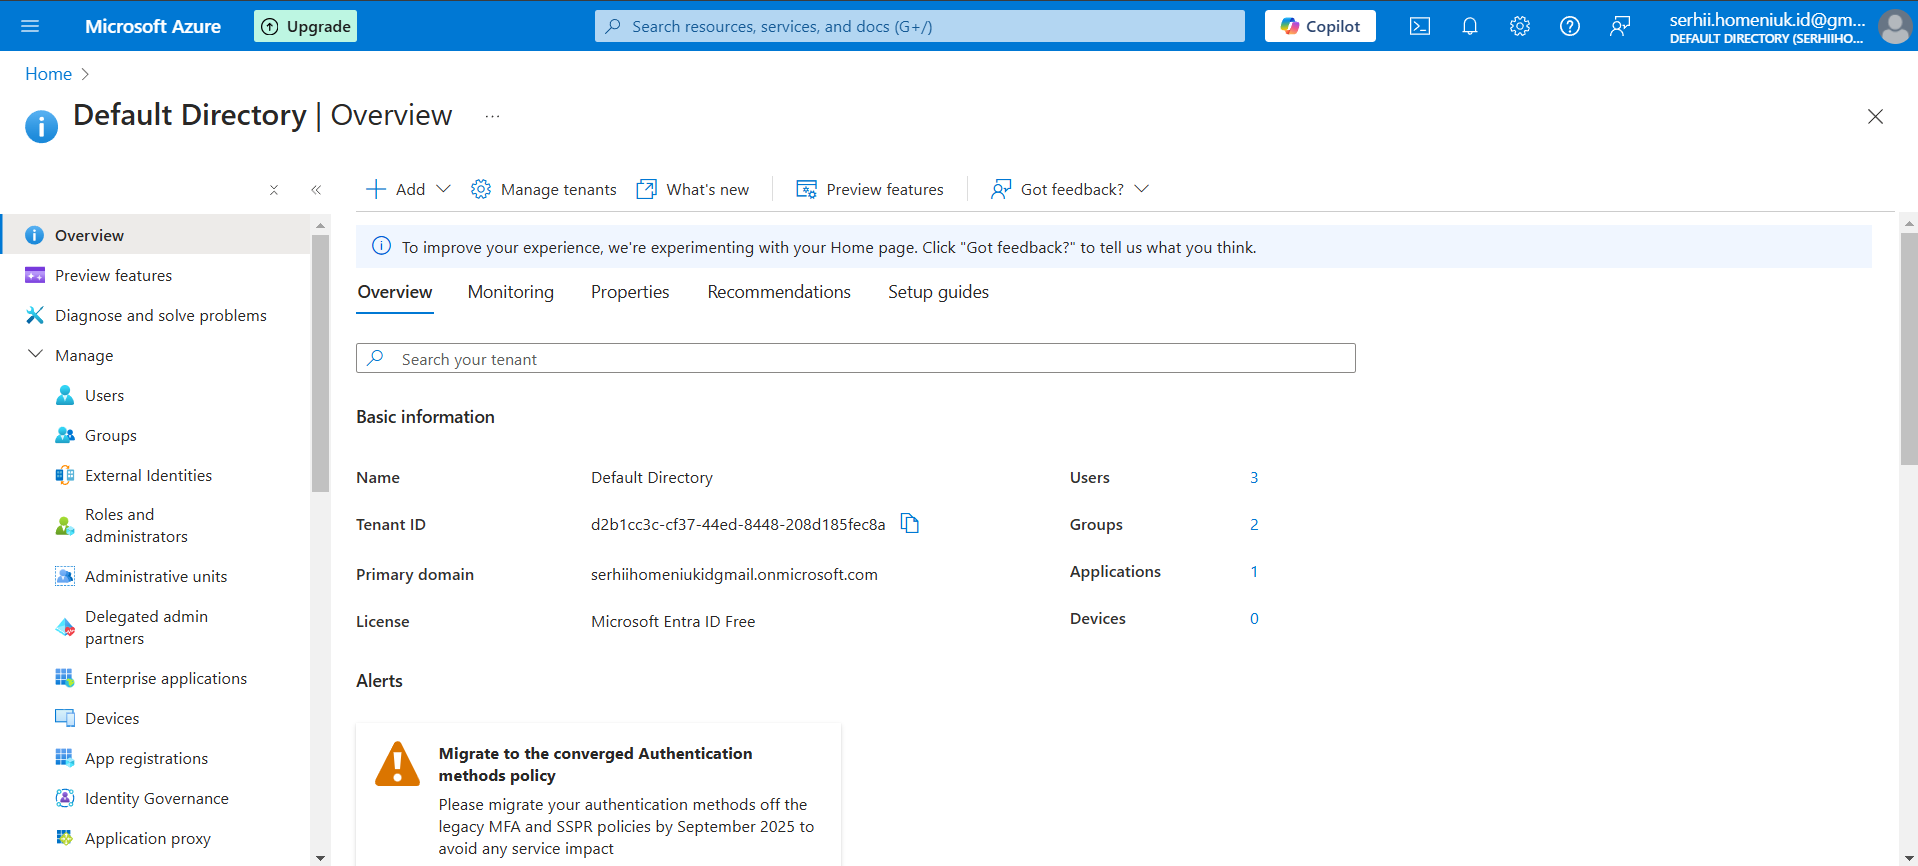 Microsoft Azure
Upgrade
Search resources, services, and docs (G+/)
Copilot
serhii.homeniuk.id@gm...
DEFAULT DIRECTORY (SERHIIHO...
Home
Default Directory | Overview
...
Add
Manage tenants
What's new
Preview features
Got feedback?
Overview
Preview features
Diagnose and solve problems
Manage
Users
Groups
External Identities
Roles and
administrators
Administrative units
Delegated admin
partners
Enterprise applications
Devices
App registrations
Identity Governance
Application proxy
To improve your experience, we're experimenting with your Home page. Click "Got feedback?" to tell us what you think.
Overview Monitoring Properties Recommendations Setup guides
Search your tenant
Basic information
Name Default Directory Users 3
Tenant ID d2b1cc3c-cf37-44ed-8448-208d185fec8a Groups 2
Primary domain serhiihomeniukidgmail.onmicrosoft.com Applications 1
License Microsoft Entra ID Free Devices 0
Alerts
Migrate to the converged Authentication
methods policy
Please migrate your authentication methods off the
legacy MFA and SSPR policies by September 2025 to
avoid any service impact